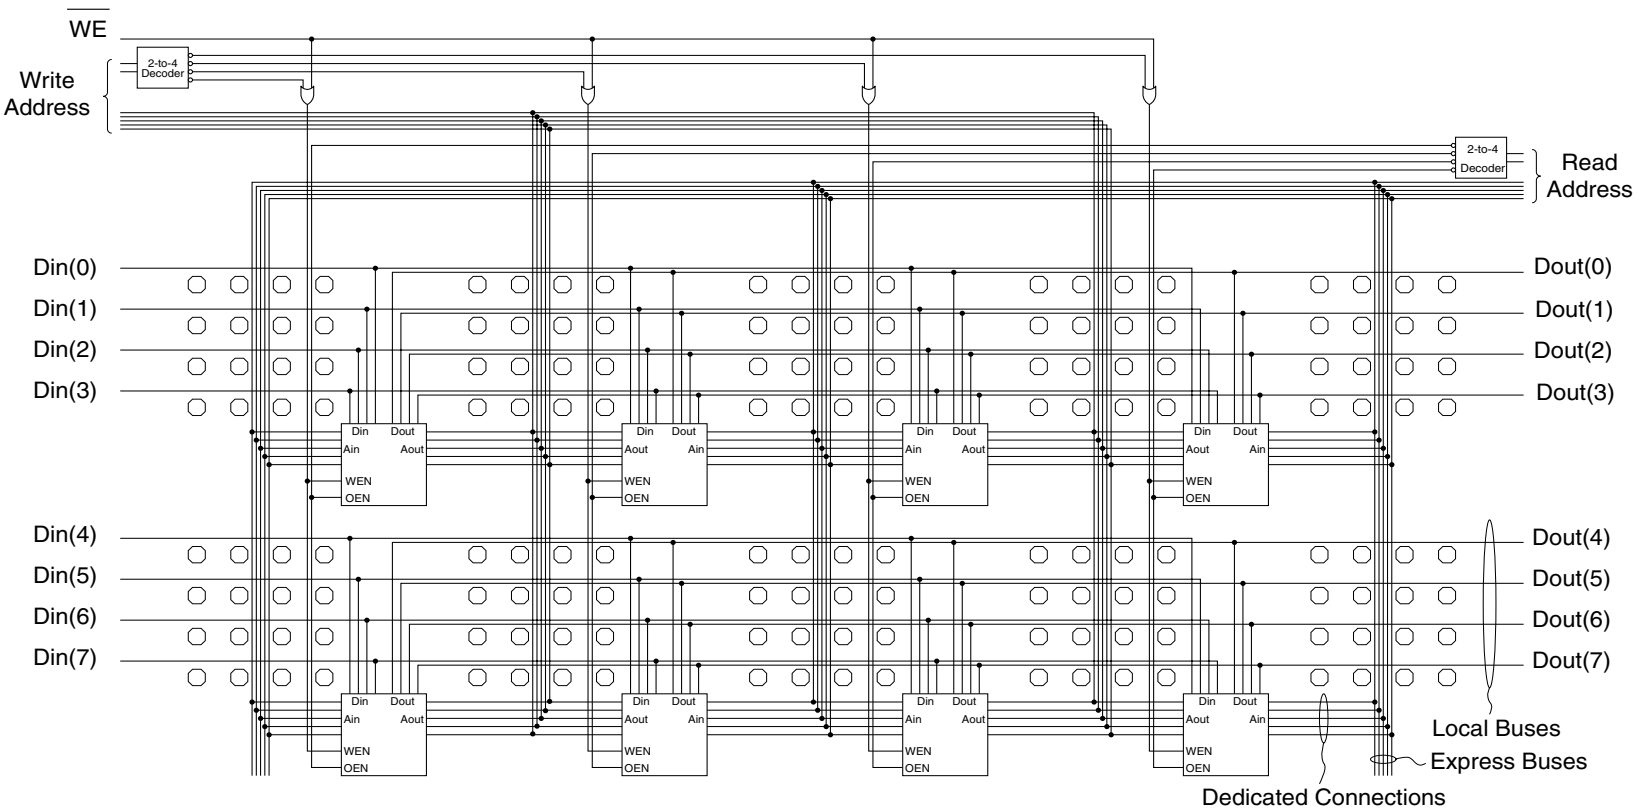 WE
2-to-4
Decoder
Write
Address
2-to-4
Decoder
Read
Address
Din(0)
Dout(0)
Din(1)
Dout(1)
Din(2)
Dout(2)
Din(3)
Dout(3)
Din Dout
Ain Aout
WEN
OEN
Din Dout
Aout Ain
WEN
OEN
Din Dout
Aout Ain
WEN
OEN
Din Dout
Aout Ain
WEN
OEN
Din(4)
Dout(4)
Din(5)
Dout(5)
Din(6)
Dout(6)
Din(7)
Dout(7)
Din Dout
Ain Aout
WEN
OEN
Din Dout
Aout Ain
WEN
OEN
Din Dout
Aout Ain
WEN
OEN
Din Dout
Aout Ain
WEN
OEN
Local Buses
Express Buses
Dedicated Connections